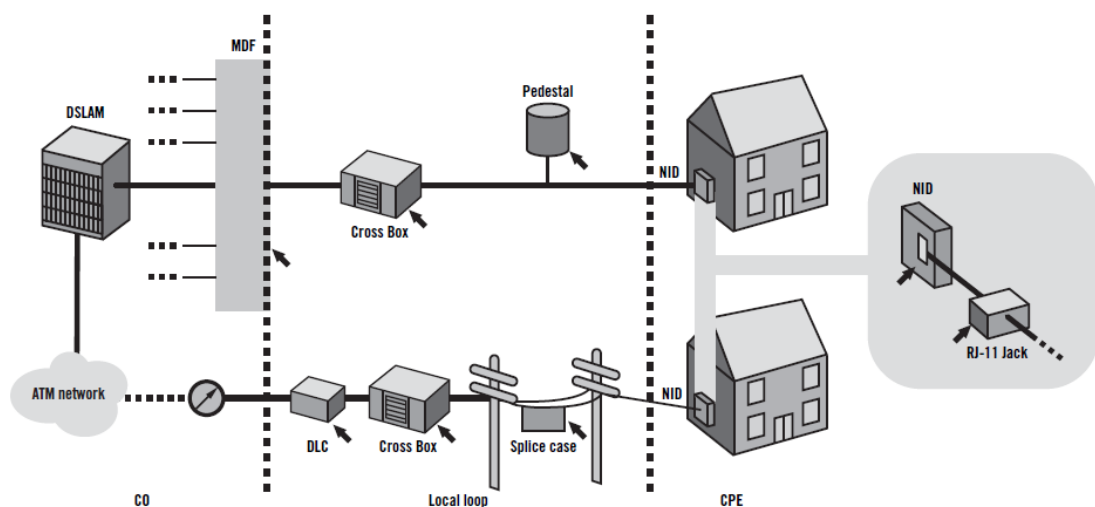 MDF
DSLAM
Pedestal
NID
Cross Box
NID
RJ-11 Jack
ATM network
NID
DLC
Cross Box
Splice case
CO
Local loop
CPE